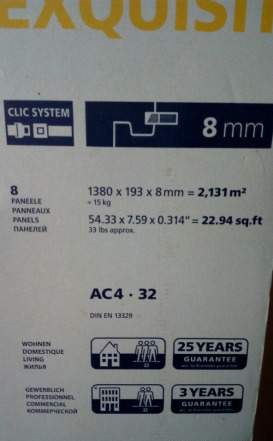 EXQUISIT
CLIC SYSTEM
8 mm
8
PANEELE
PANNEAUX
PANELS
ПАНЕЛЕЙ
1380 x 193 x 8 mm = 2,131 m²
≈ 15 kg
54.33 x 7.59 x 0.314" = 22.94 sq.ft
33 lbs approx.
AC4 · 32
DIN EN 13329
WOHNEN
DOMESTIQUE
LIVING
ЖИЛЬЯ
22
25 YEARS
GUARANTEE
GEWERBLICH
PROFESSIONNEL
COMMERCIAL
КОММЕРЧЕСКОЙ
32
3 YEARS
GUARANTEE